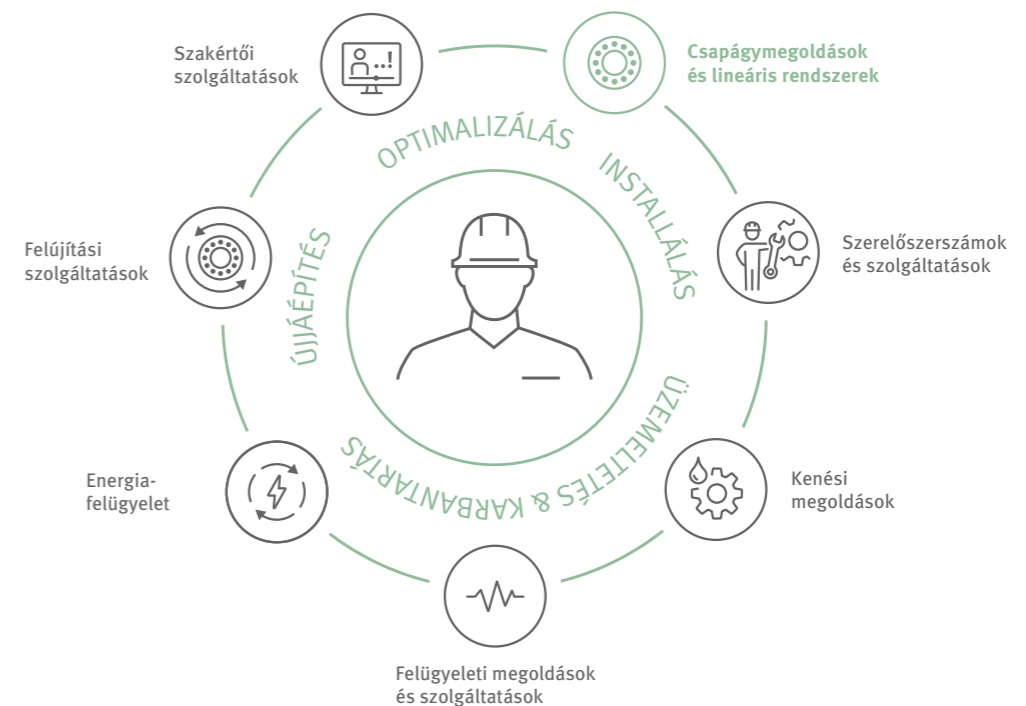 Szakértői
szolgáltatások
Csapágymegoldások
és lineáris rendszerek
OPTIMALIZÁLÁS
INSTALLÁLÁS
Szerelőszerszámok
és szolgáltatások
Felújítási
szolgáltatások
ÚJJÁÉPÍTÉS
ÜZEMELTETÉS & KARBANTARTÁS
Energia-
felügyelet
Kenési
megoldások
Felügyeleti megoldások
és szolgáltatások